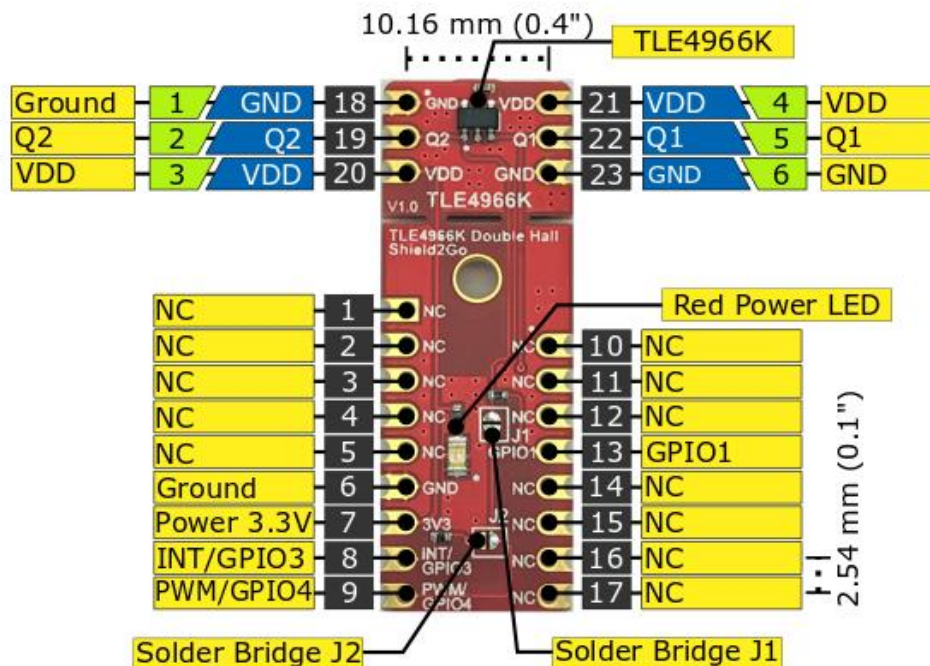 10.16 mm (0.4")
TLE4966K
Ground 1 GND 18 GND VDD 21 VDD 4 VDD
Q2 2 Q2 19 Q2 Q1 22 Q1 5 Q1
VDD 3 VDD 20 VDD GND 23 GND 6 GND
V1.0 TLE4966K
TLE4966K Double Hall
Shield2Go
Red Power LED
NC 1 NC
NC 2 NC NC 10 NC
NC 3 NC NC 11 NC
NC 4 NC NC 12 NC
J1
NC 5 NC GPIO1 13 GPIO1
Ground 6 GND NC 14 NC
Power 3.3V 7 3V3 J2 NC 15 NC
INT/GPIO3 8 INT/ GPIO3 NC 16 NC
PWM/GPIO4 9 PWM/ GPIO4 NC 17 NC
2.54 mm (0.1")
Solder Bridge J2
Solder Bridge J1